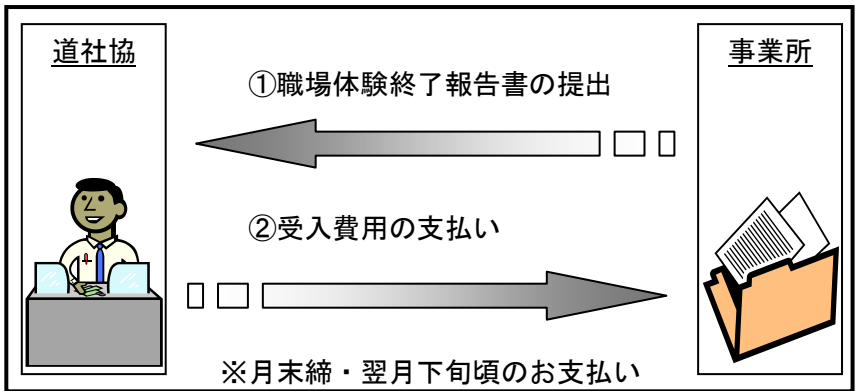 道社協
事業所
①職場体験終了報告書の提出
②受入費用の支払い
※月末締・翌月下旬頃のお支払い